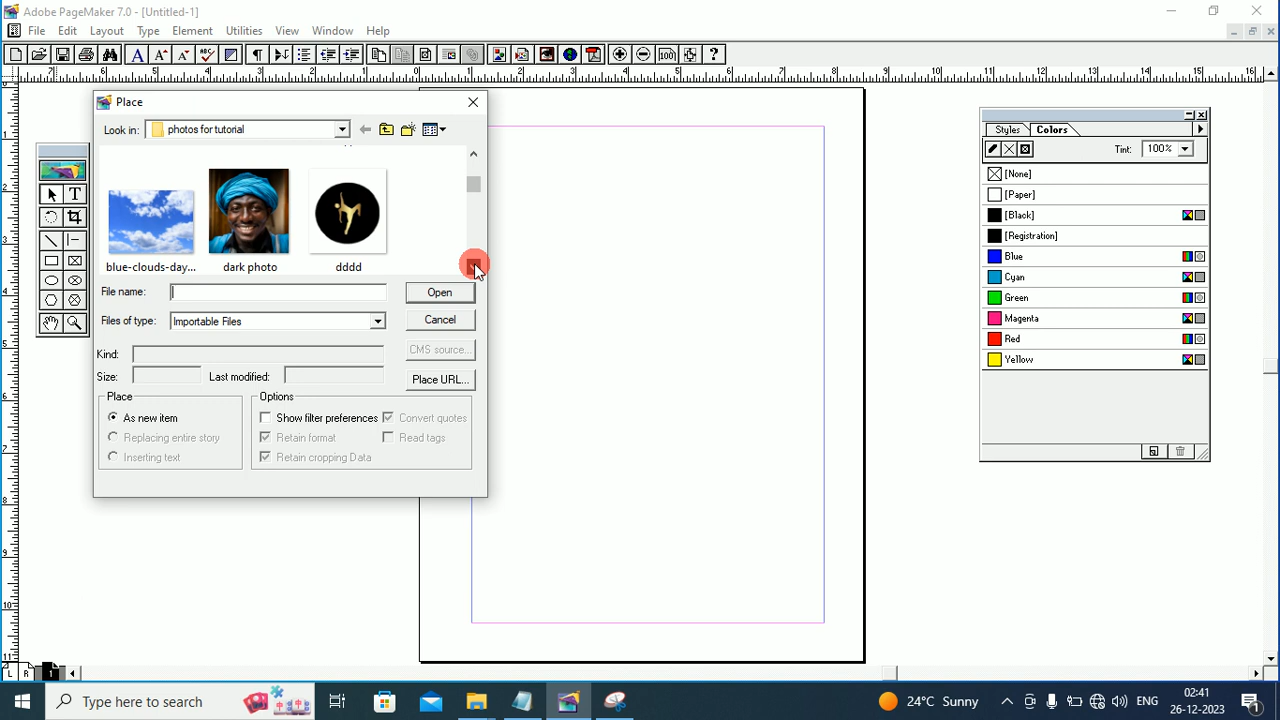 Adobe PageMaker 7.0 - [Untitled-1]
File Edit Layout Type Element Utilities View Window Help
Place
Look in: photos for tutorial
blue-clouds-day... dark photo dddd
File name: Open
Files of type: Importable Files Cancel
Kind: CMS source...
Size: Last modified: Place URL...
Place
As new item
Replacing entire story
Inserting text
Options
Show filter preferences Convert quotes
Retain format Read tags
Retain cropping Data
Styles Colors
Tint: 100%
[None]
[Paper]
[Black]
[Registration]
Blue
Cyan
Green
Magenta
Red
Yellow
L R 1
Type here to search
24°C Sunny
ENG
02:41
26-12-2023
1